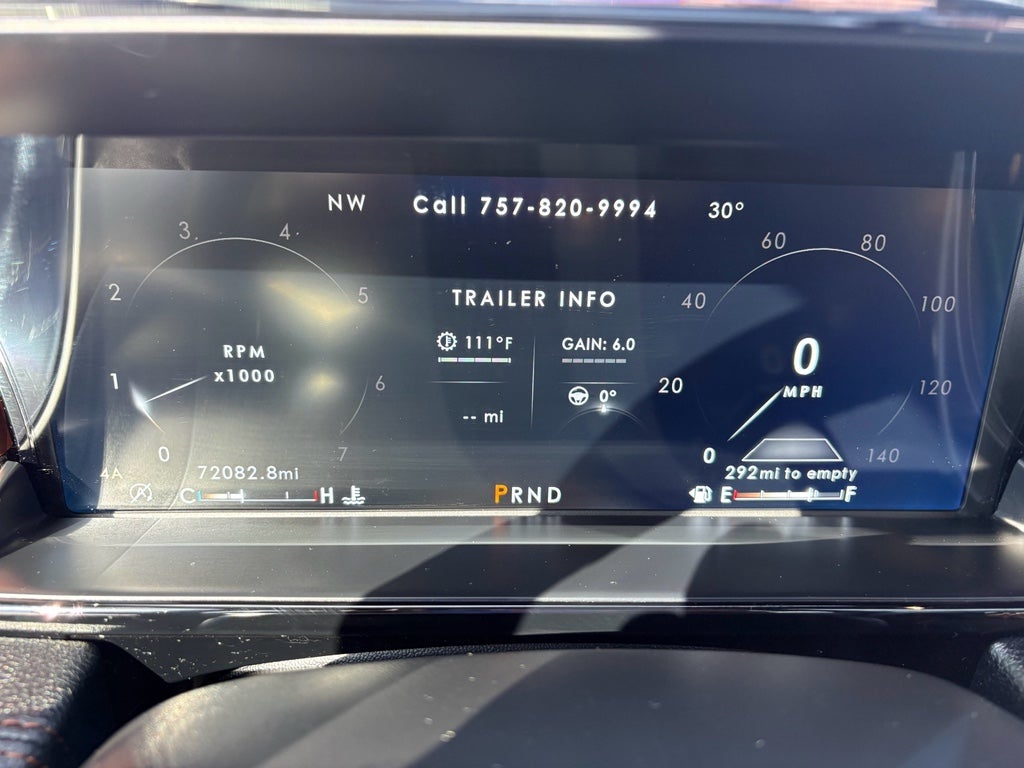 NW Call 757-820-9994 30°
3 4 60 80
2 5 TRAILER INFO 40 100
111°F GAIN: 6.0
RPM 0
x1000 MPH
1 6 0° 20 120
-- mi
0 7 0 140
4A 72082.8mi 292mi to empty
C H PRND E F